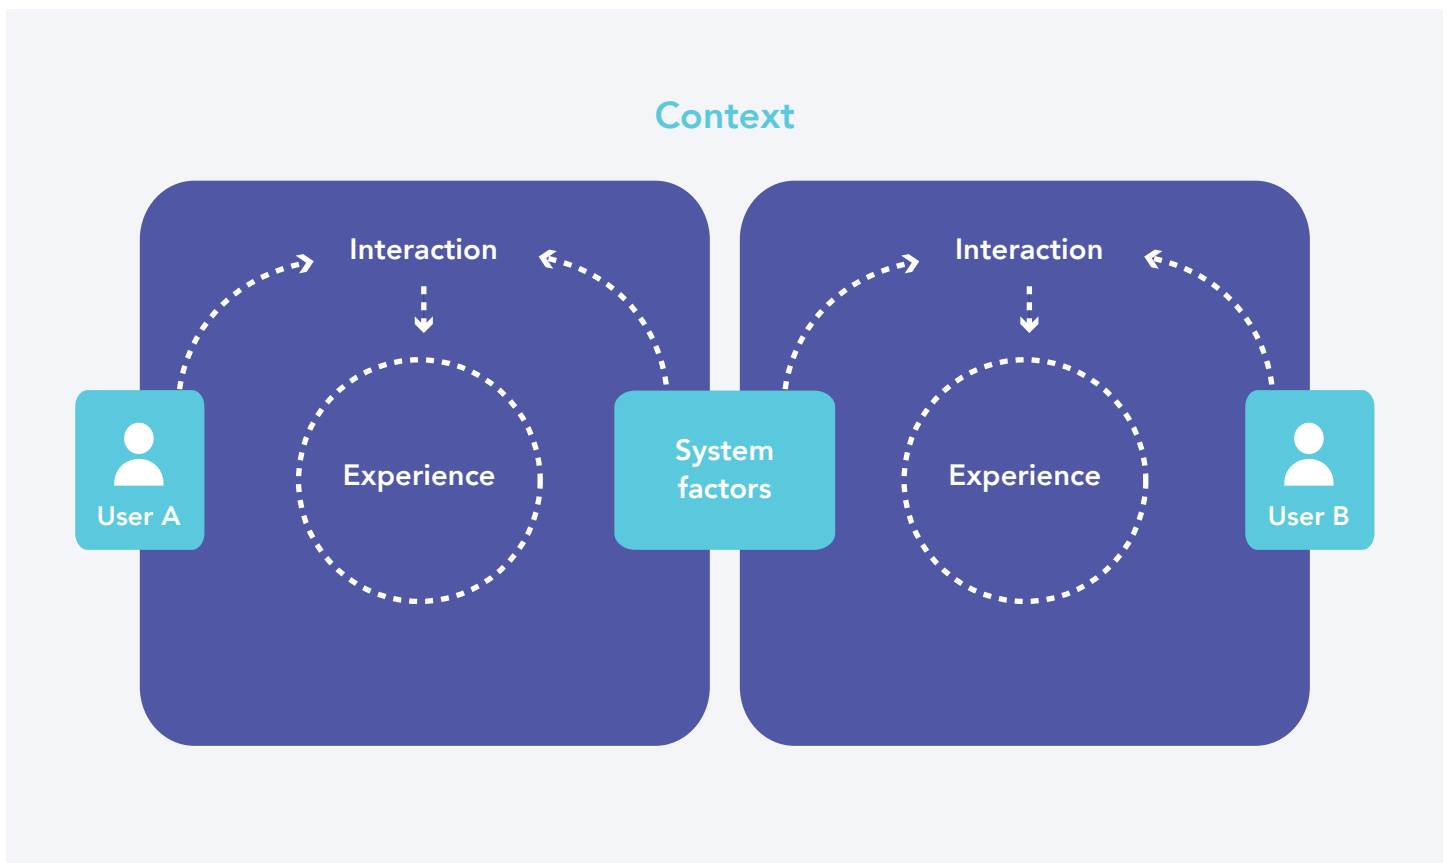 Context
Interaction
Interaction
Experience
System
factors
Experience
User A
User B